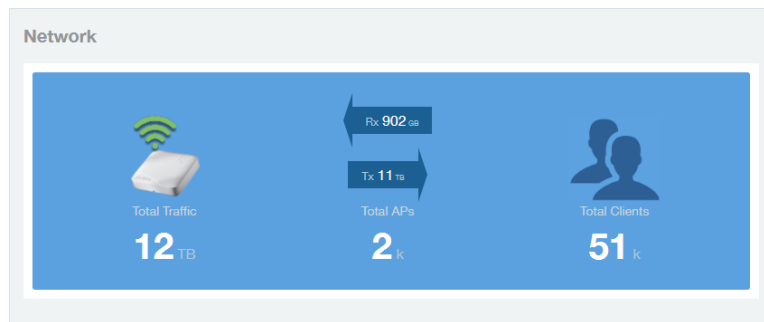 Network
Rx 902 GB
Tx 11 TB
Total Traffic
Total APs
Total Clients
12 TB
2 k
51 k